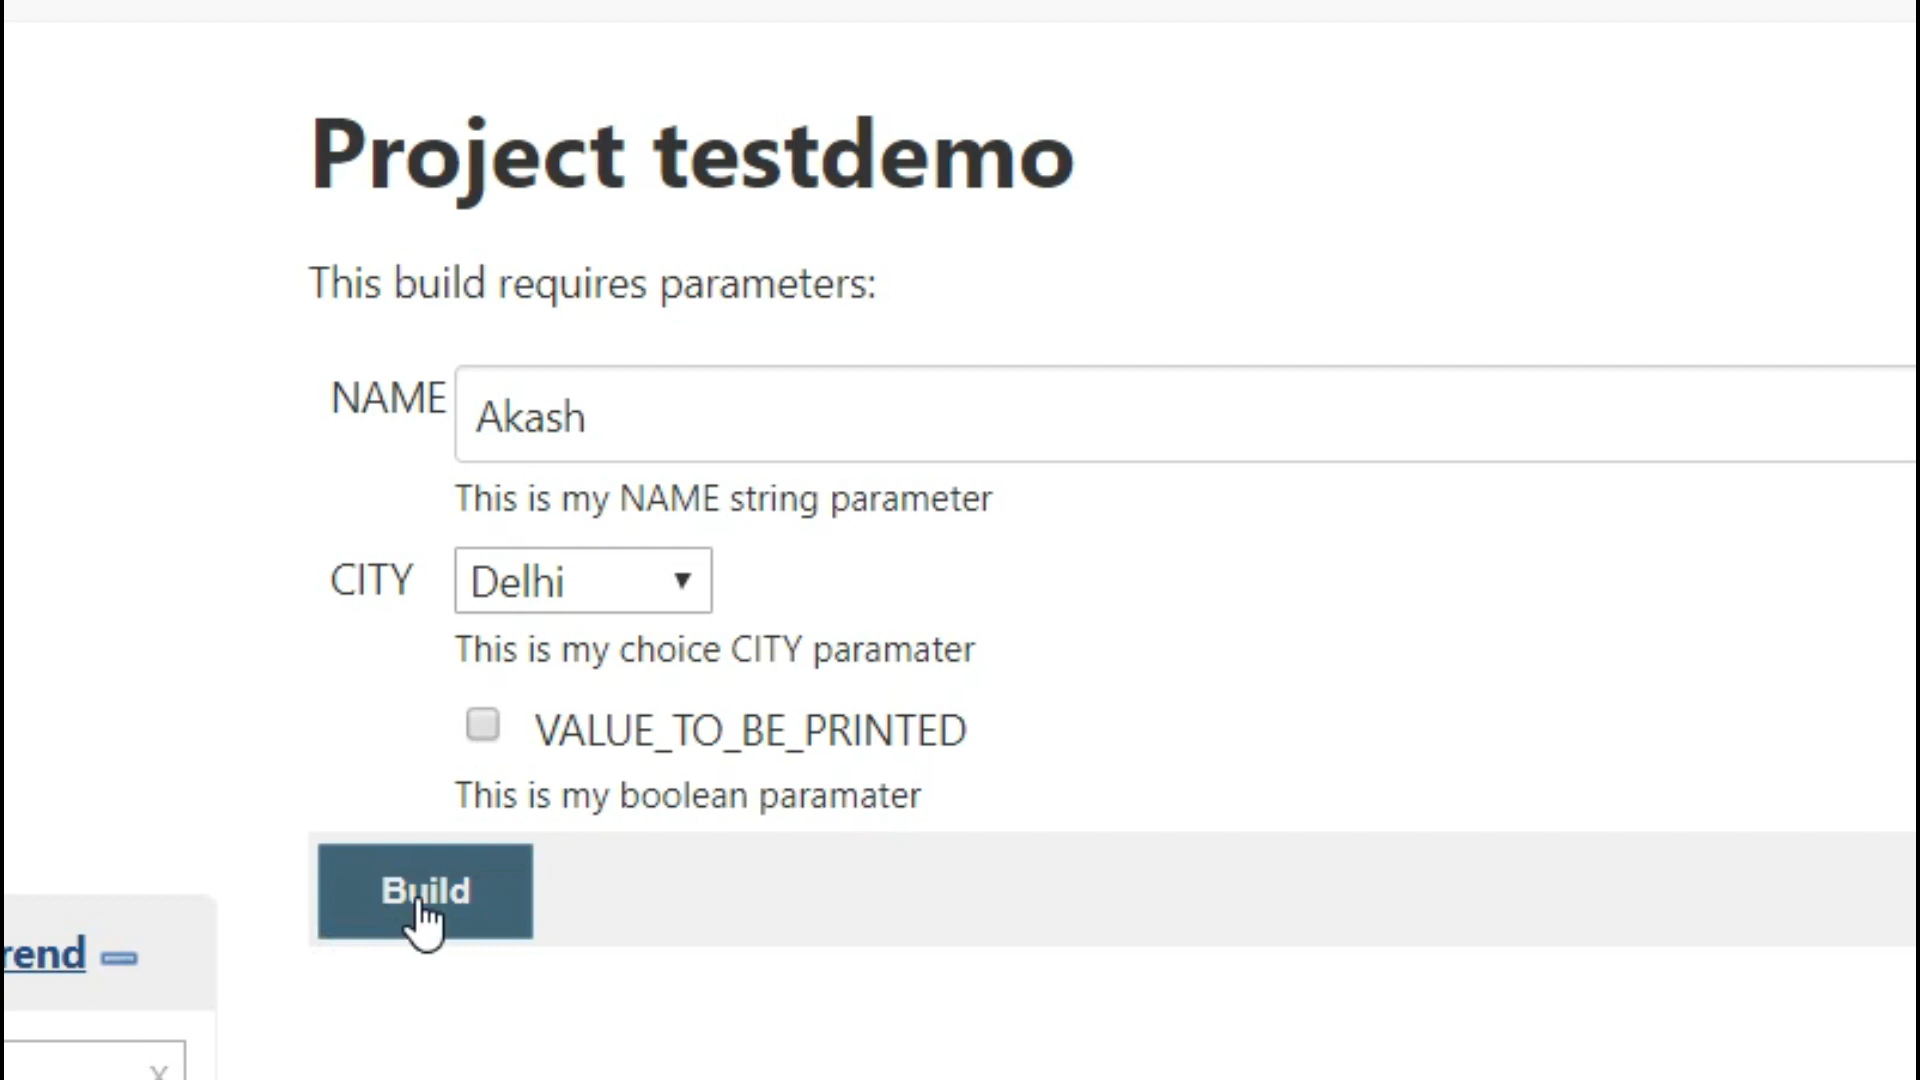 Project testdemo
This build requires parameters:
NAME
Akash
This is my NAME string parameter
CITY
Delhi
This is my choice CITY paramater
VALUE_TO_BE_PRINTED
This is my boolean paramater
Build
rend
x